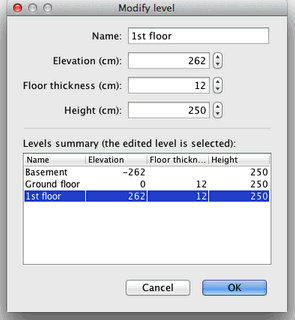 Modify level
Name: 1st floor
Elevation (cm): 262
Floor thickness (cm): 12
Height (cm): 250
Levels summary (the edited level is selected):
Name Elevation Floor thickn... Height
Basement -262 250
Ground floor 0 12 250
1st floor 262 12 250
Cancel OK